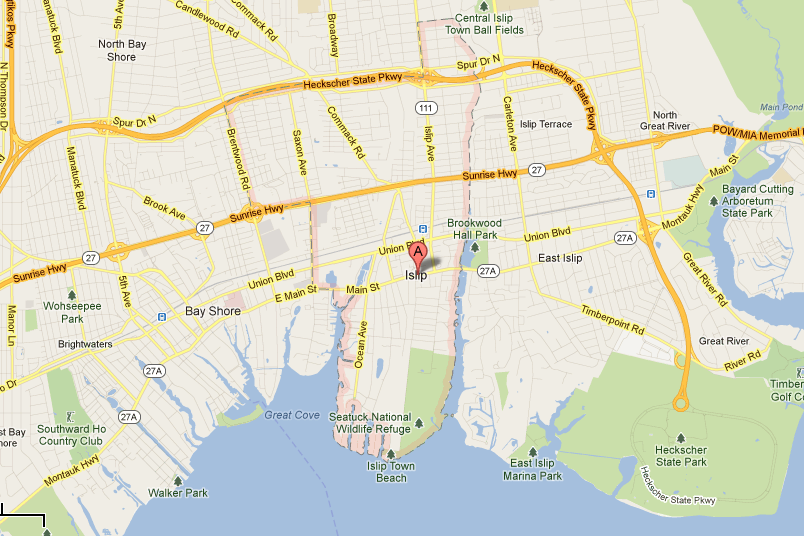 Central Islip
Town Ball Fields
5th Ave
Candlewood Rd
Commack Rd
Broadway
tikos Pkwy
Manatuck Blvd
North Bay
Shore
Spur Dr N
Heckscher State Pkwy
Heckscher State Pkwy
N Thompson Dr
111
Spur Dr N
Brentwood Rd
Saxon Ave
Commack Rd
Islip Ave
Carleton Ave
Islip Terrace
North
Great River
Main Pond
POW/MIA Memorial
Manatuck Blvd
Sunrise Hwy
27
Main St
Brook Ave
27
Sunrise Hwy
Bayard Cutting
Arboretum
State Park
Montauk Hwy
Brookwood
Hall Park
Union Blvd
27A
Union Blvd
A
27
5th Ave
Sunrise Hwy
Union Blvd
Islip
27A
East Islip
Great River Rd
Wohseepee
Park
E Main St
Main St
Bay Shore
Timberpoint Rd
Manor Ln
Brightwaters
Ocean Ave
Great River
River Rd
27A
o Dr
Timber
Golf Co
27A
Great Cove
Seatuck National
Wildlife Refuge
st Bay
hore
Southward Ho
Country Club
Montauk Hwy
Islip Town
Beach
East Islip
Marina Park
Heckscher
State Park
Heckscher State Pkwy
Walker Park